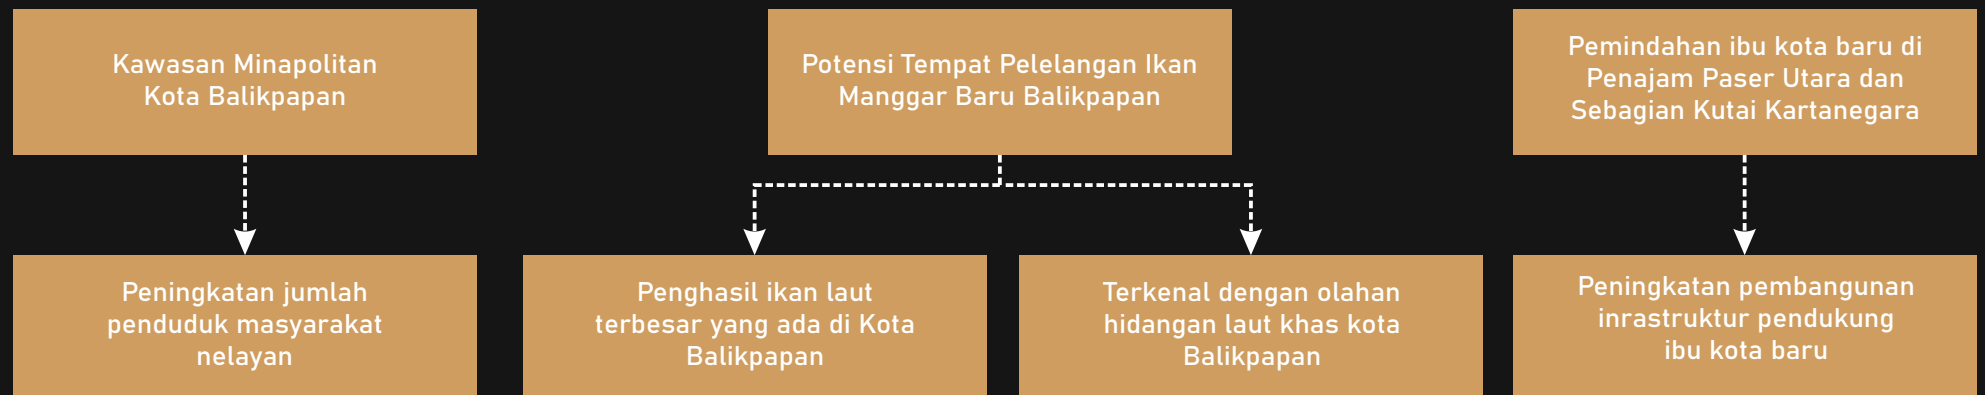 Kawasan Minapolitan
Kota Balikpapan
Potensi Tempat Pelelangan Ikan
Manggar Baru Balikpapan
Pemindahan ibu kota baru di
Penajam Paser Utara dan
Sebagian Kutai Kartanegara
Peningkatan jumlah
penduduk masyarakat
nelayan
Penghasil ikan laut
terbesar yang ada di Kota
Balikpapan
Terkenal dengan olahan
hidangan laut khas kota
Balikpapan
Peningkatan pembangunan
inrastruktur pendukung
ibu kota baru